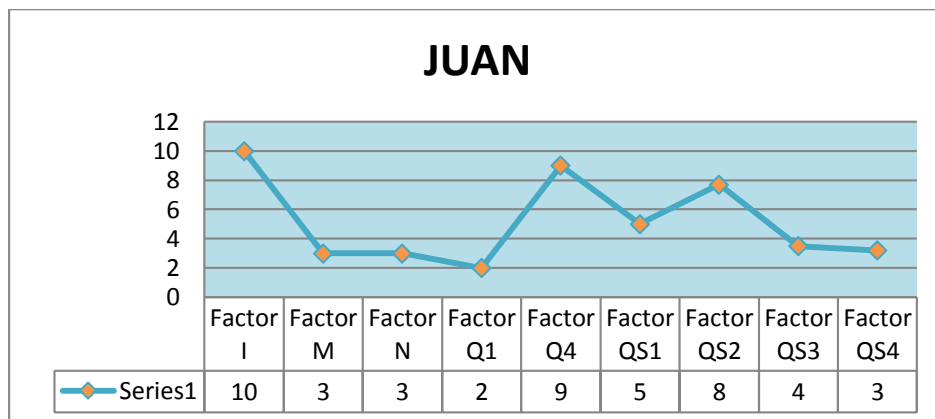 JUAN
12
10
8
6
4
2
0
Factor I Factor M Factor N Factor Q1 Factor Q4 Factor QS1 Factor QS2 Factor QS3 Factor QS4
Series1 10 3 3 2 9 5 8 4 3